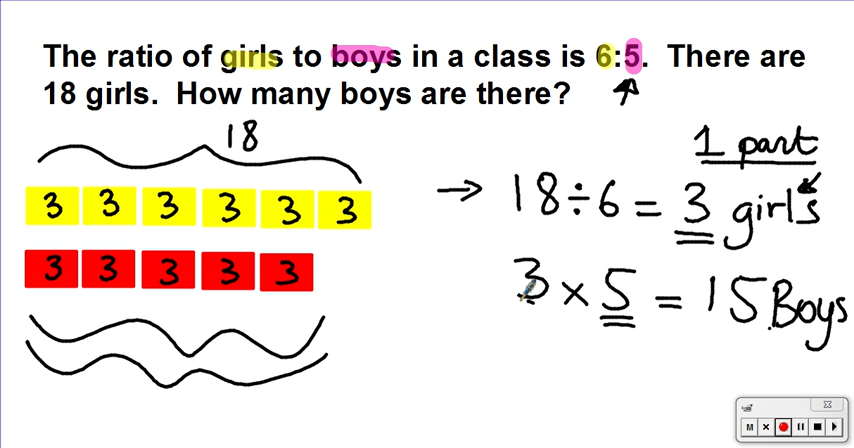 The ratio of girls to boys in a class is 6:5. There are
18 girls. How many boys are there?
18
1 part
3 3 3 3 3 3
18 ÷ 6 = 3 girls
3 3 3 3 3
3 × 5 = 15 Boys
M